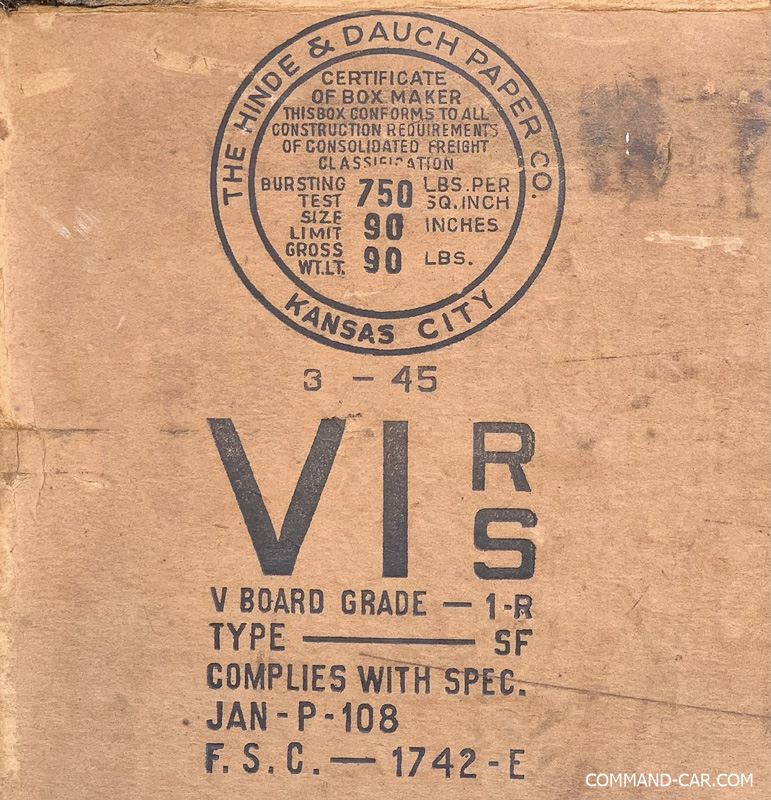 THE HINDE & DAUCH PAPER CO.
CERTIFICATE
OF BOX MAKER
THIS BOX CONFORMS TO ALL
CONSTRUCTION REQUIREMENTS
OF CONSOLIDATED FREIGHT
CLASSIFICATION
BURSTING TEST 750 LBS. PER SQ. INCH
SIZE LIMIT 90 INCHES
GROSS WT. LT. 90 LBS.
KANSAS CITY
3 - 45
VI R S
V BOARD GRADE — 1-R
TYPE — SF
COMPLIES WITH SPEC.
JAN-P-108
F. S. C. — 1742-E
COMMAND-CAR.COM